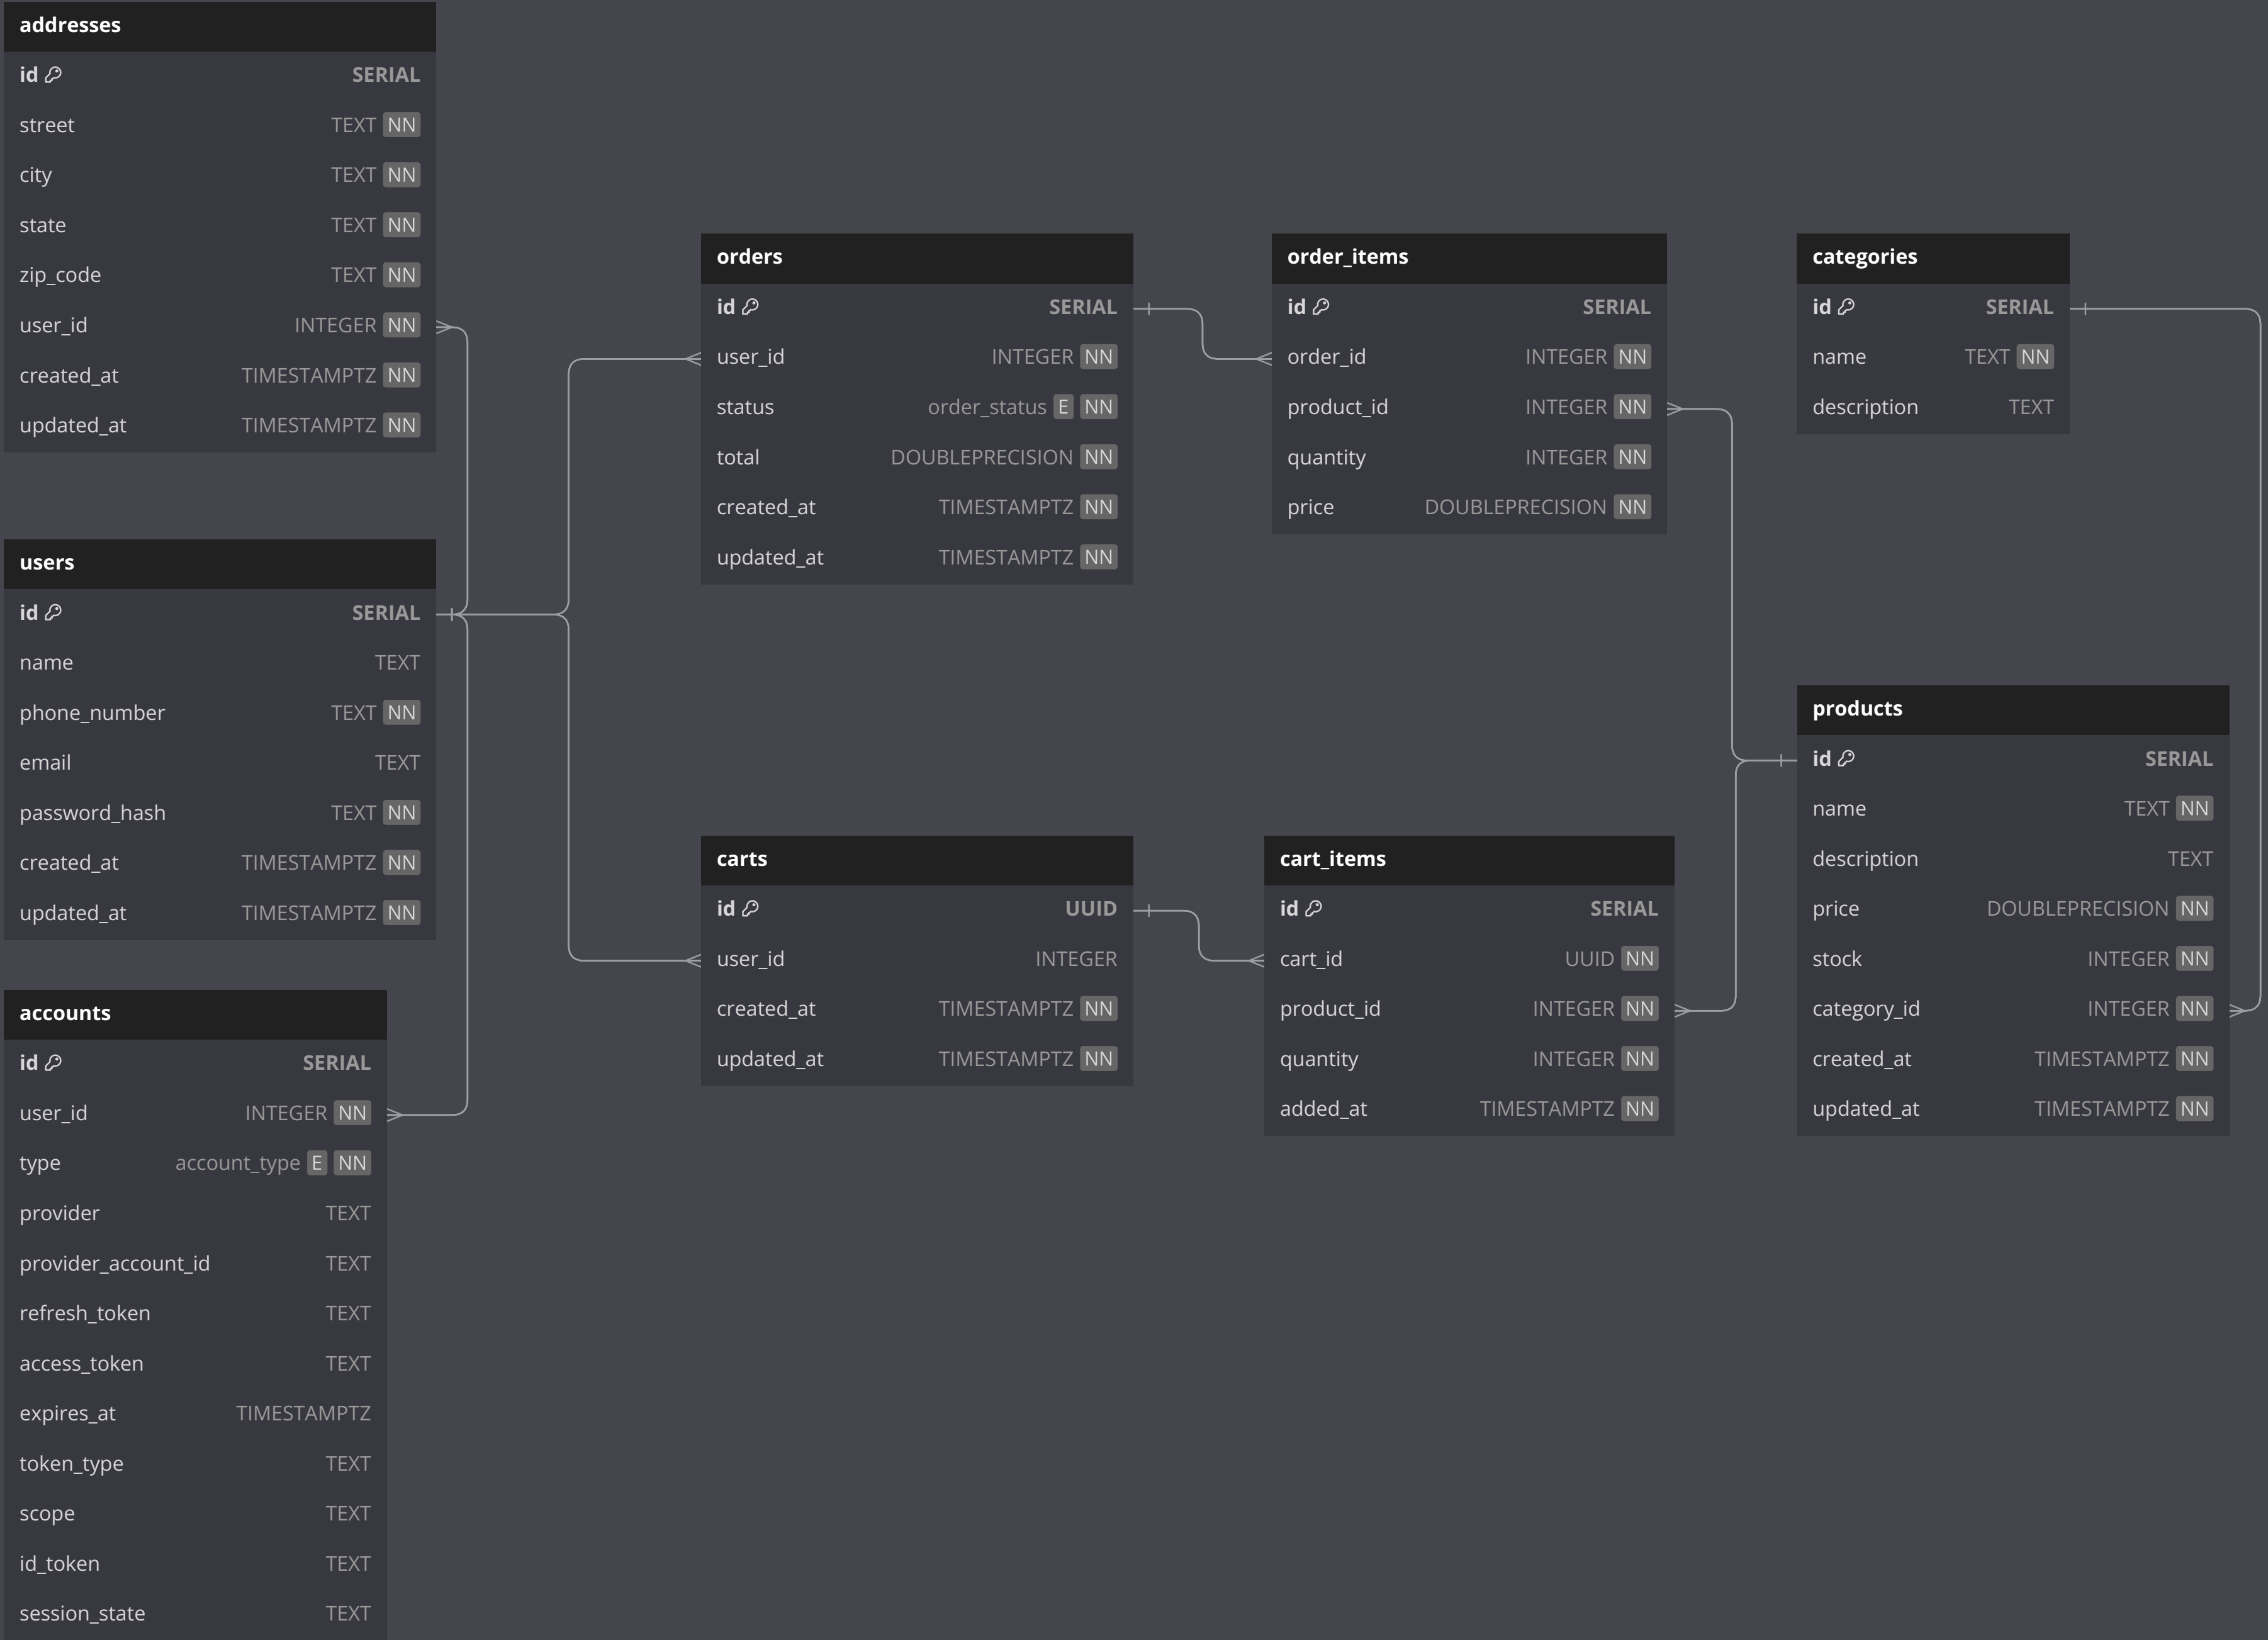 addresses
id SERIAL
street TEXT NN
city TEXT NN
state TEXT NN
zip_code TEXT NN
user_id INTEGER NN
created_at TIMESTAMPTZ NN
updated_at TIMESTAMPTZ NN
users
id SERIAL
name TEXT
phone_number TEXT NN
email TEXT
password_hash TEXT NN
created_at TIMESTAMPTZ NN
updated_at TIMESTAMPTZ NN
accounts
id SERIAL
user_id INTEGER NN
type account_type E NN
provider TEXT
provider_account_id TEXT
refresh_token TEXT
access_token TEXT
expires_at TIMESTAMPTZ
token_type TEXT
scope TEXT
id_token TEXT
session_state TEXT
orders
id SERIAL
user_id INTEGER NN
status order_status E NN
total DOUBLEPRECISION NN
created_at TIMESTAMPTZ NN
updated_at TIMESTAMPTZ NN
carts
id UUID
user_id INTEGER
created_at TIMESTAMPTZ NN
updated_at TIMESTAMPTZ NN
order_items
id SERIAL
order_id INTEGER NN
product_id INTEGER NN
quantity INTEGER NN
price DOUBLEPRECISION NN
cart_items
id SERIAL
cart_id UUID NN
product_id INTEGER NN
quantity INTEGER NN
added_at TIMESTAMPTZ NN
categories
id SERIAL
name TEXT NN
description TEXT
products
id SERIAL
name TEXT NN
description TEXT
price DOUBLEPRECISION NN
stock INTEGER NN
category_id INTEGER NN
created_at TIMESTAMPTZ NN
updated_at TIMESTAMPTZ NN